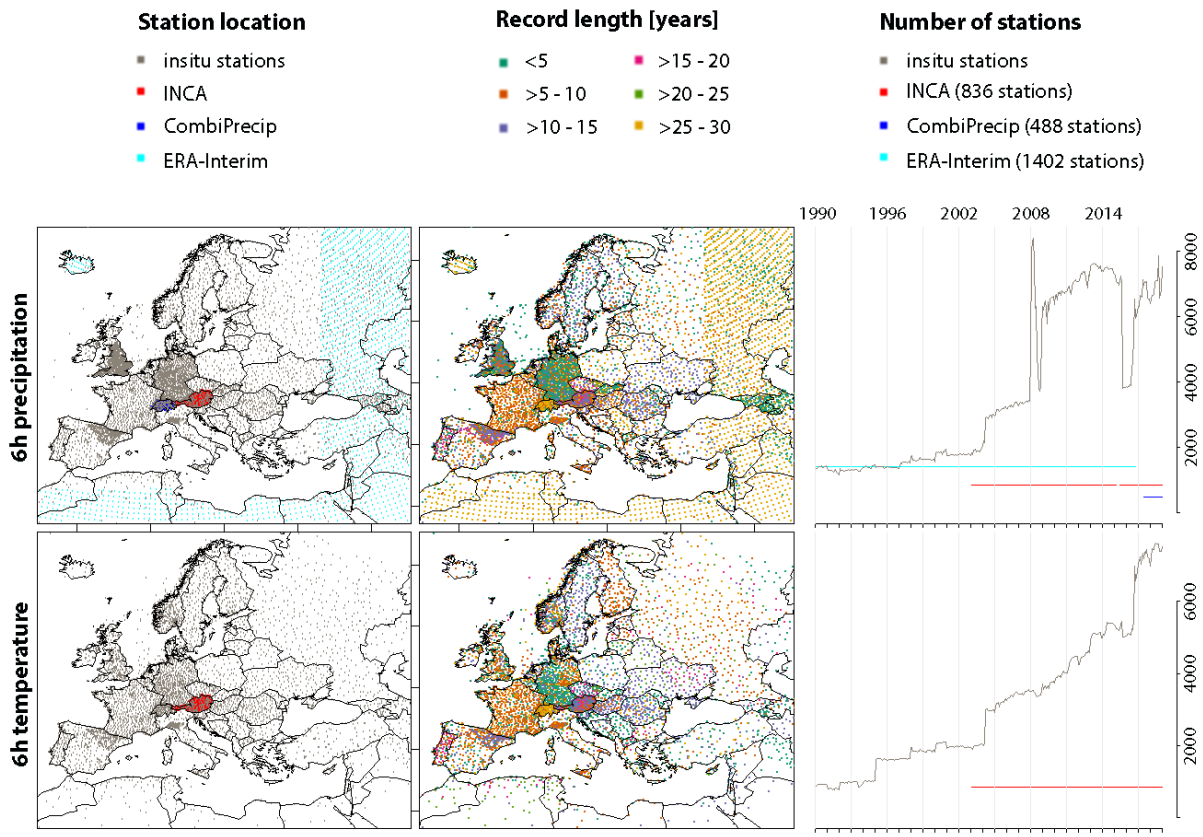 Station location
insitu stations
INCA
CombiPrecip
ERA-Interim
Record length [years]
<5
>5 - 10
>10 - 15
>15 - 20
>20 - 25
>25 - 30
Number of stations
insitu stations
INCA (836 stations)
CombiPrecip (488 stations)
ERA-Interim (1402 stations)
1990 1996 2002 2008 2014
6h precipitation
8000
6000
4000
2000
6h temperature
6000
4000
2000